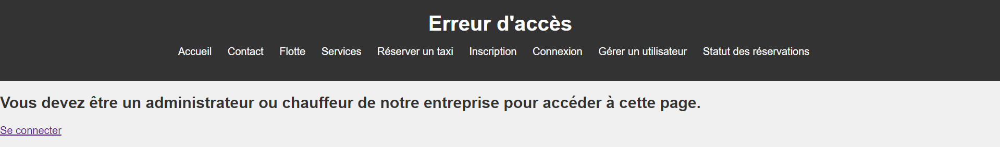 Erreur d'accès
Accueil Contact Flotte Services Réserver un taxi Inscription Connexion Gérer un utilisateur Statut des réservations
Vous devez être un administrateur ou chauffeur de notre entreprise pour accéder à cette page.
Se connecter